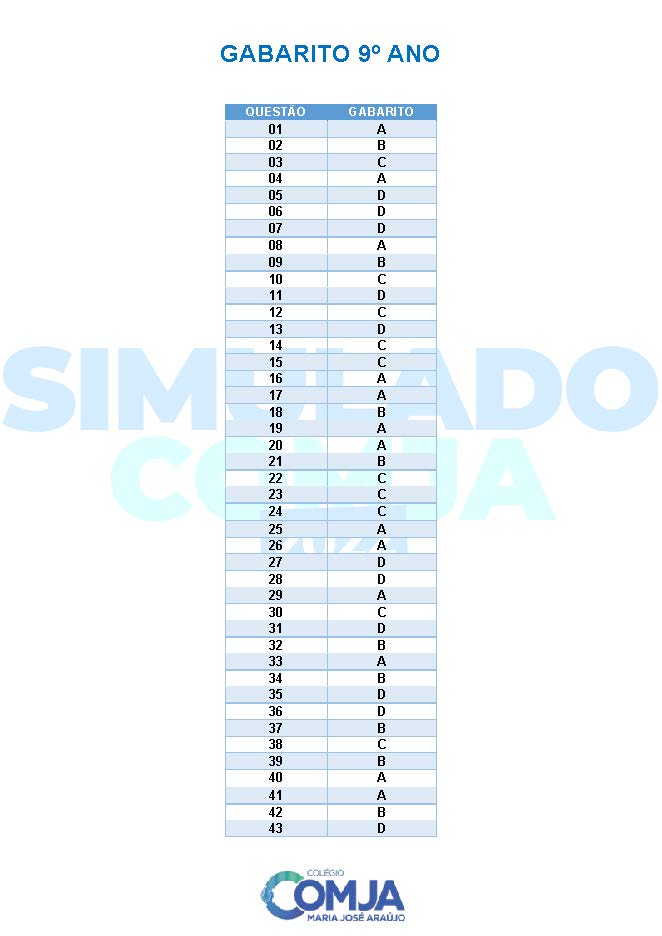 GABARITO 9º ANO
QUESTÃO GABARITO
01 A
02 B
03 C
04 A
05 D
06 D
07 D
08 A
09 B
10 C
11 D
12 C
13 D
14 C
15 C
16 A
17 A
18 B
19 A
20 A
21 B
22 C
23 C
24 C
25 A
26 A
27 D
28 D
29 A
30 C
31 D
32 B
33 A
34 B
35 D
36 D
37 B
38 C
39 B
40 A
41 A
42 B
43 D
SIMULADO
COMJA
COLÉGIO
COMJA
MARIA JOSÉ ARAÚJO